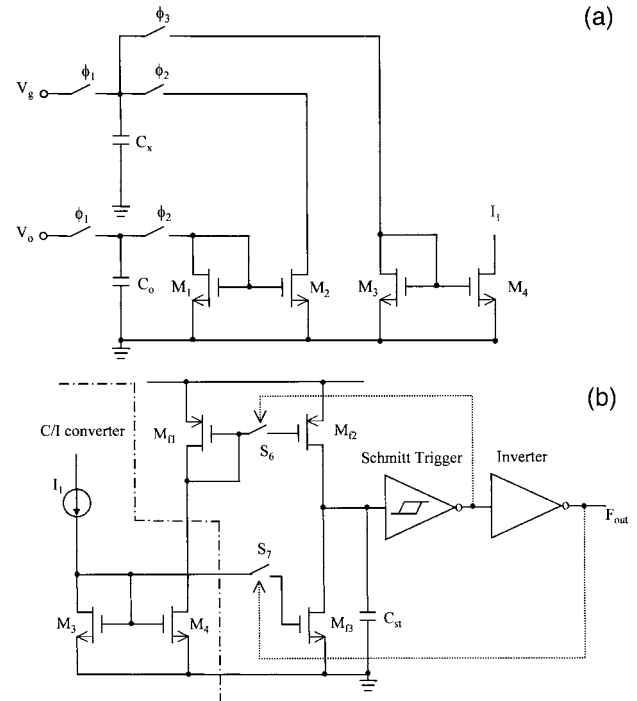 (a)
ϕ3
ϕ1
ϕ2
Vg
Cx
ϕ1
ϕ2
Vo
Co
I1
M1
M2
M3
M4
(b)
C/I converter
Mf1
S6
Mf2
Schmitt Trigger
Inverter
I1
Fout
S7
M3
M4
Mf3
Cst